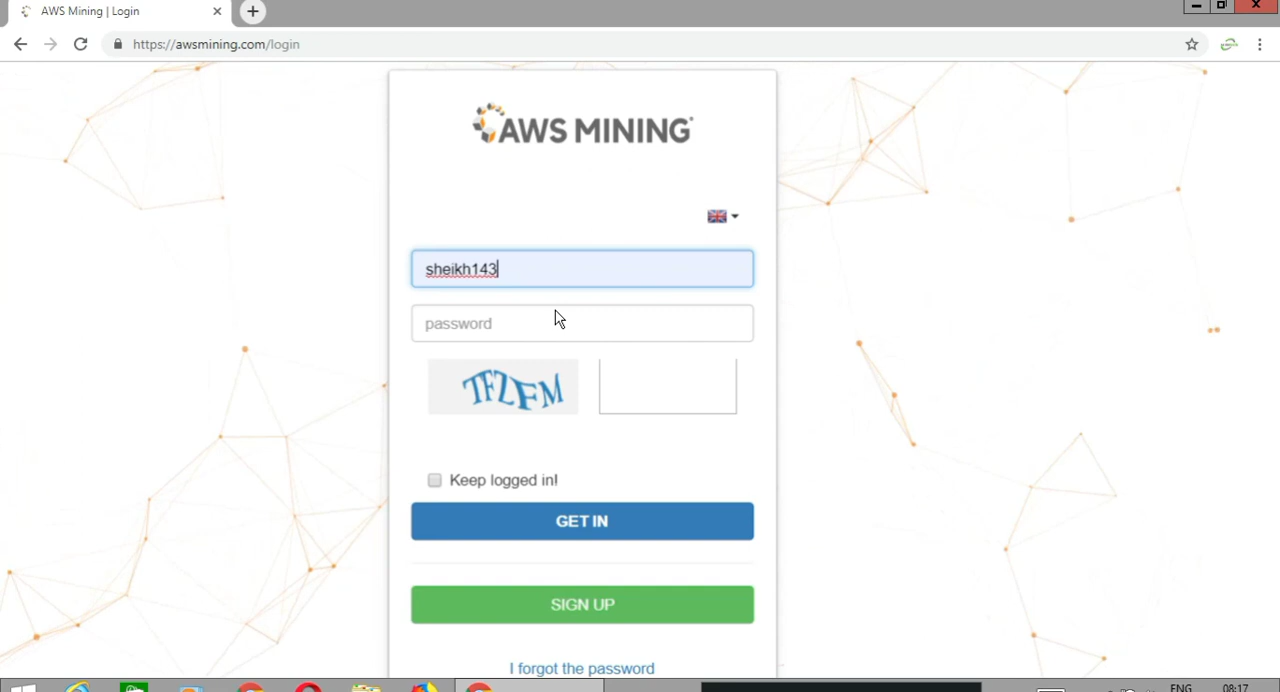 AWS Mining | Login
https://awsmining.com/login
AWS MINING
sheikh143
password
TFZFM
Keep logged in!
GET IN
SIGN UP
I forgot the password
ENG
08:17